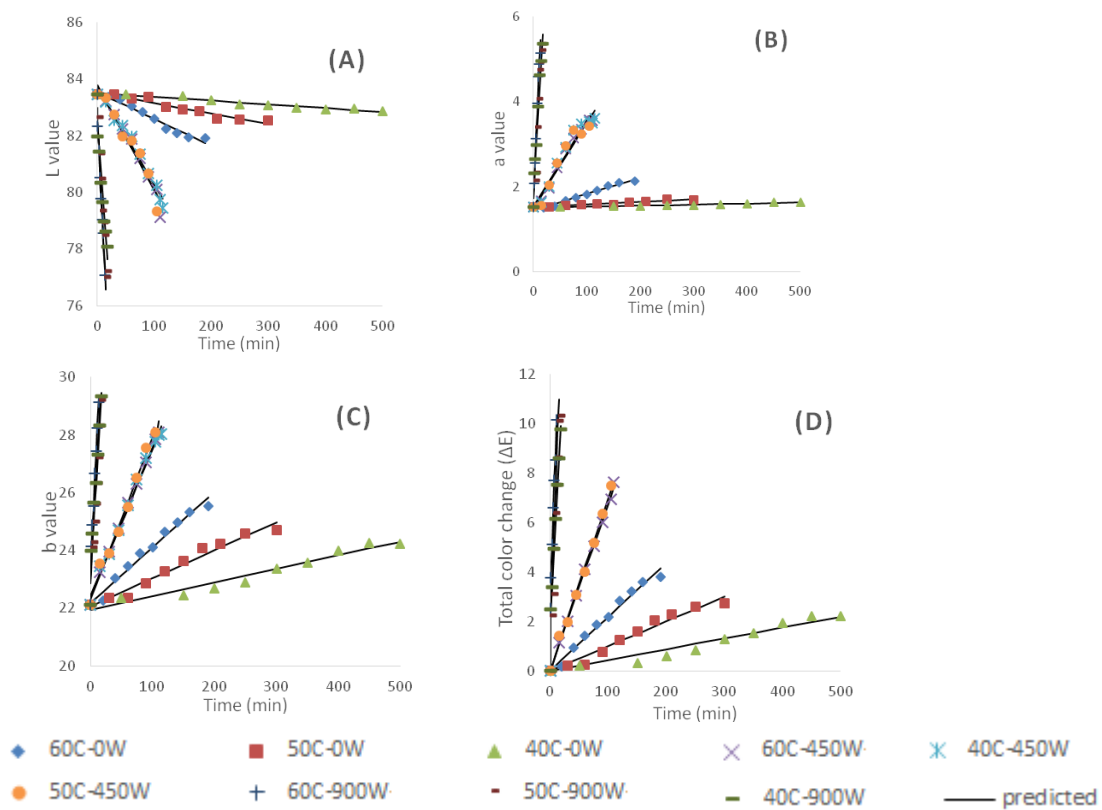 86
84
82
80
78
76
L value
(A)
0 100 200 300 400 500
Time (min)
6
4
2
0
a value
(B)
0 100 200 300 400 500
Time (min)
30
28
26
24
22
20
b value
(C)
0 100 200 300 400 500
Time (min)
12
10
8
6
4
2
0
Total color change (ΔE)
(D)
0 100 200 300 400 500
Time (min)
60C-0W 50C-0W 40C-0W 60C-450W 40C-450W
50C-450W 60C-900W 50C-900W 40C-900W predicted